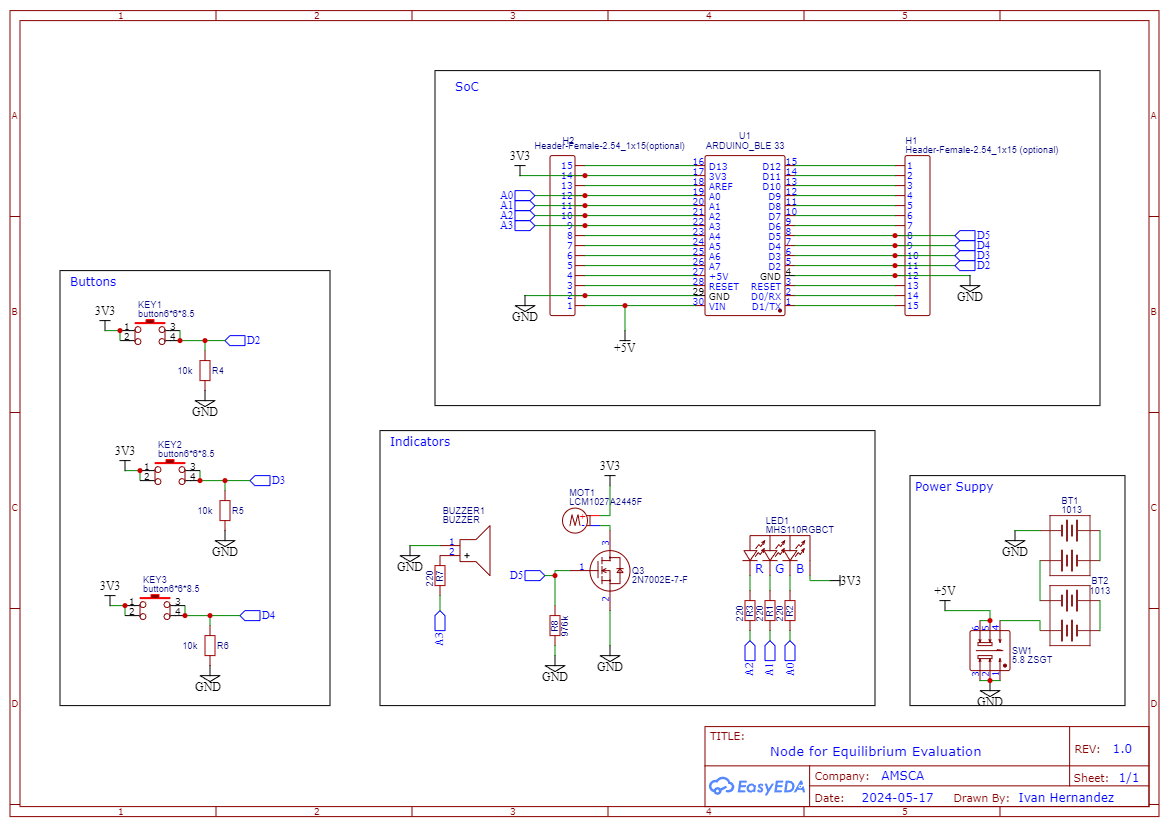 1 2 3 4 5
A
B
C
D
A
B
C
D
SoC
U1
ARDUINO_BLE 33
H2
Header-Female-2.54_1x15(optional)
H1
Header-Female-2.54_1x15 (optional)
3V3
15
14
13
12
11
10
9
8
7
6
5
4
3
2
1
A0
A1
A2
A3
GND
+5V
16 D13
17 3V3
18 AREF
19 A0
20 A1
21 A2
22 A3
23 A4
24 A5
25 A6
26 A7
27 +5V
28 RESET
29 GND
30 VIN
D12 15
D11 14
D10 13
D9 12
D8 11
D7 10
D6 9
D5 8
D4 7
D3 6
D2 5
GND 4
RESET 3
D0/RX 2
D1/TX 1
1
2
3
4
5
6
7
8
9
10
11
12
13
14
15
D5
D4
D3
D2
GND
Buttons
3V3
KEY1
button6*6*8.5
1 3
2 4
D2
10k R4
GND
3V3
KEY2
button6*6*8.5
1 3
2 4
D3
10k R5
GND
3V3
KEY3
button6*6*8.5
1 3
2 4
D4
10k R6
GND
Indicators
BUZZER1
BUZZER
1
2
+
GND
220 R7
A3
3V3
MOT1
LCM1027A2445F
M
+
-
3
1
2
Q3
2N7002E-7-F
D5
R8
976k
GND
GND
LED1
MHS110RGBCT
R G B
3V3
220 R3
220 R1
220 R2
A2
A1
A0
Power Suppy
BT1
1013
BT2
1013
GND
+5V
6 5 4
SW1
5.8 ZSGT
3 2 1
GND
TITLE:
Node for Equilibrium Evaluation
REV: 1.0
EasyEDA
Company: AMSCA
Sheet: 1/1
Date: 2024-05-17 Drawn By: Ivan Hernandez
1 2 3 4 5